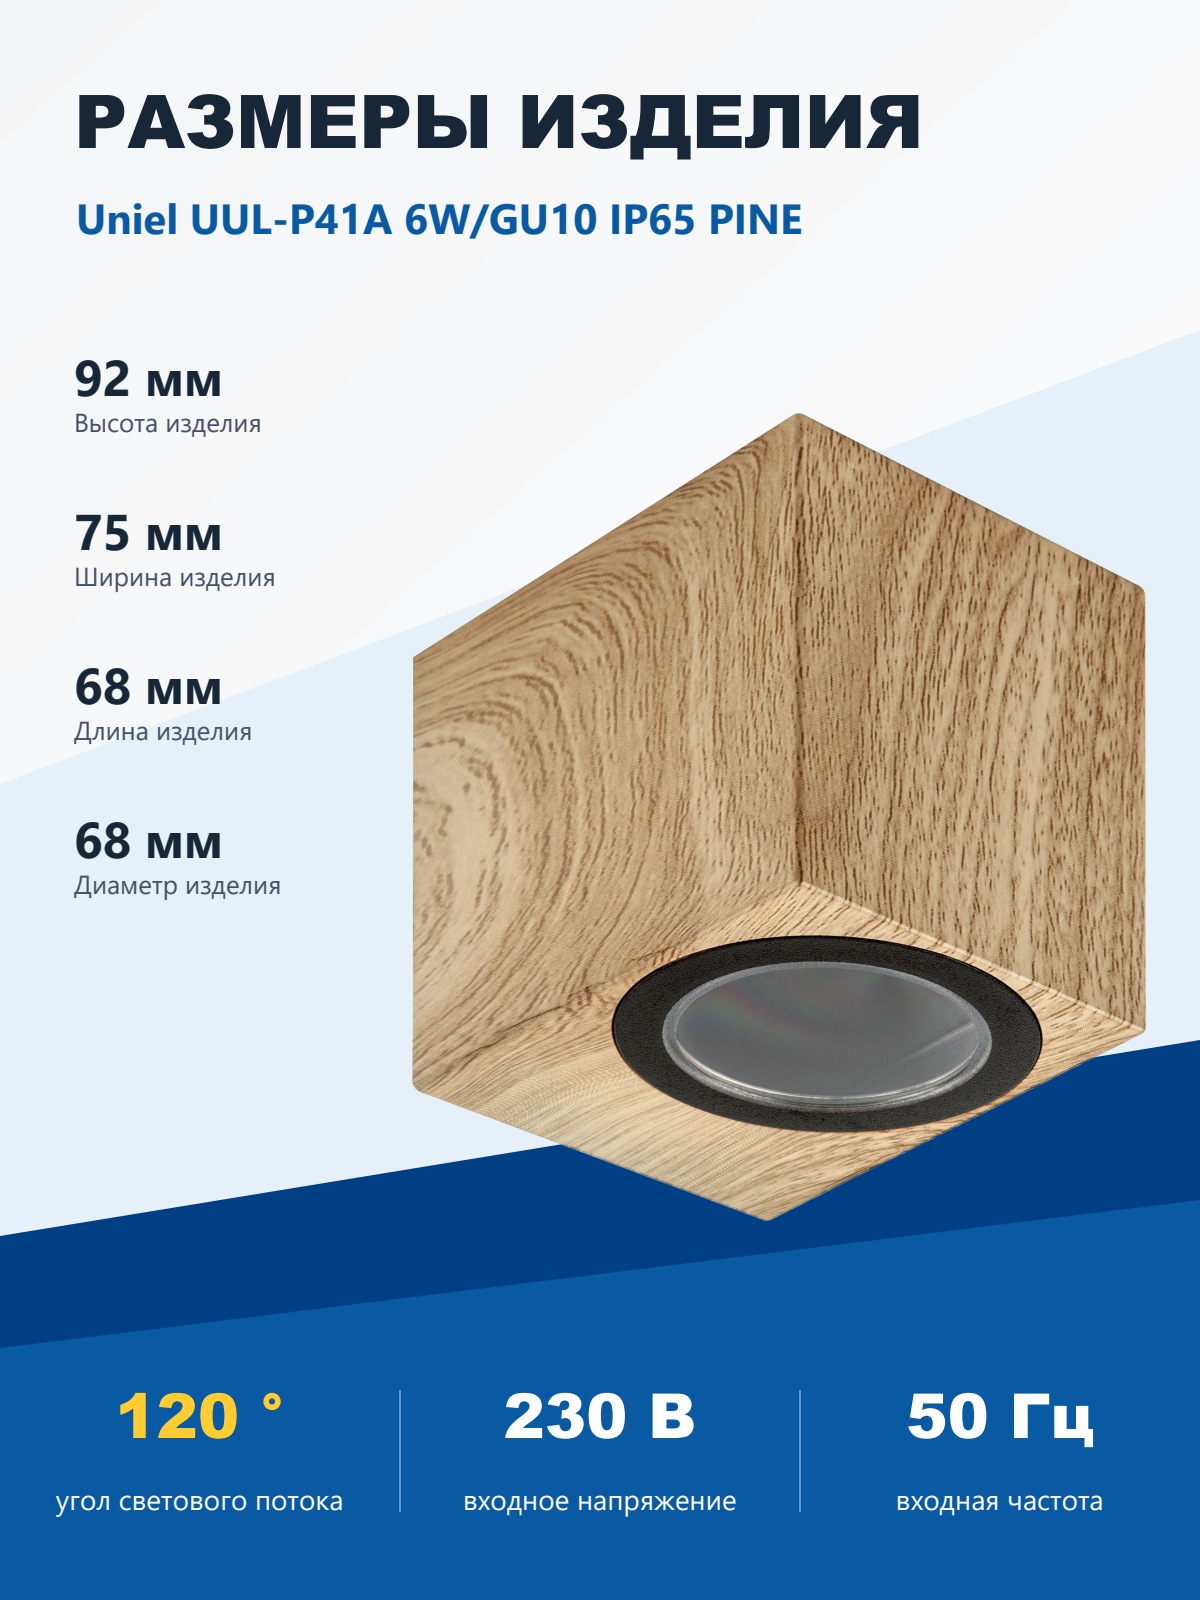 РАЗМЕРЫ ИЗДЕЛИЯ
Uniel UUL-P41A 6W/GU10 IP65 PINE
92 мм
Высота изделия
75 мм
Ширина изделия
68 мм
Длина изделия
68 мм
Диаметр изделия
120 °
угол светового потока
230 В
входное напряжение
50 Гц
входная частота